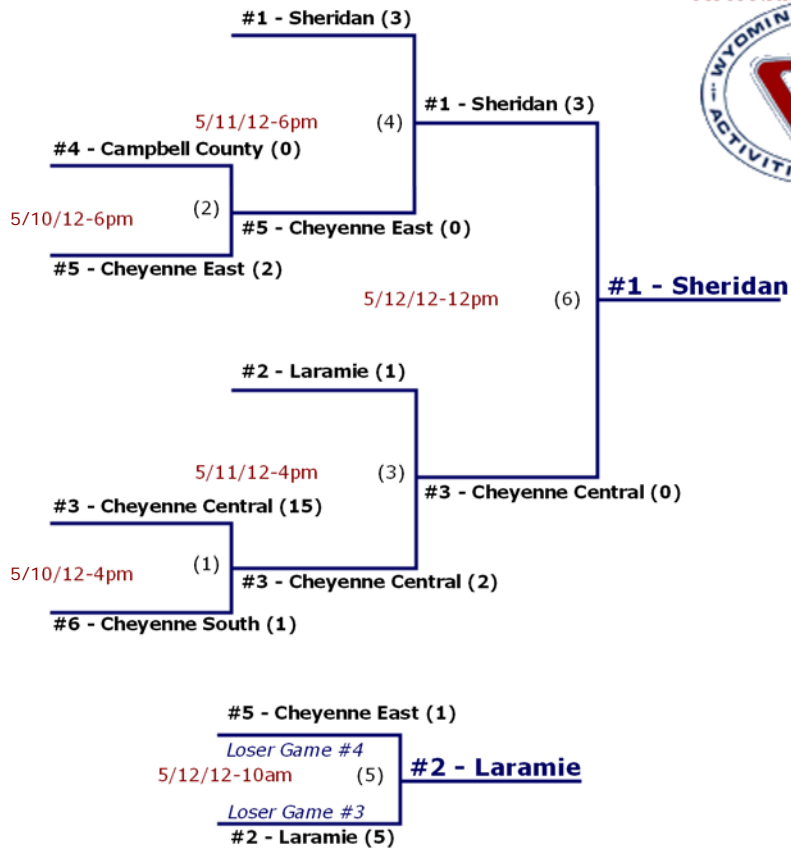 #1 - Sheridan (3)
WYOMIN
ACTIVITI
5/11/12-6pm
(4)
#1 - Sheridan (3)
#4 - Campbell County (0)
(2)
5/10/12-6pm
#5 - Cheyenne East (0)
#5 - Cheyenne East (2)
5/12/12-12pm
(6)
#1 - Sheridan
#2 - Laramie (1)
5/11/12-4pm
(3)
#3 - Cheyenne Central (0)
#3 - Cheyenne Central (15)
(1)
5/10/12-4pm
#3 - Cheyenne Central (2)
#6 - Cheyenne South (1)
#5 - Cheyenne East (1)
Loser Game #4
5/12/12-10am
(5)
#2 - Laramie
Loser Game #3
#2 - Laramie (5)